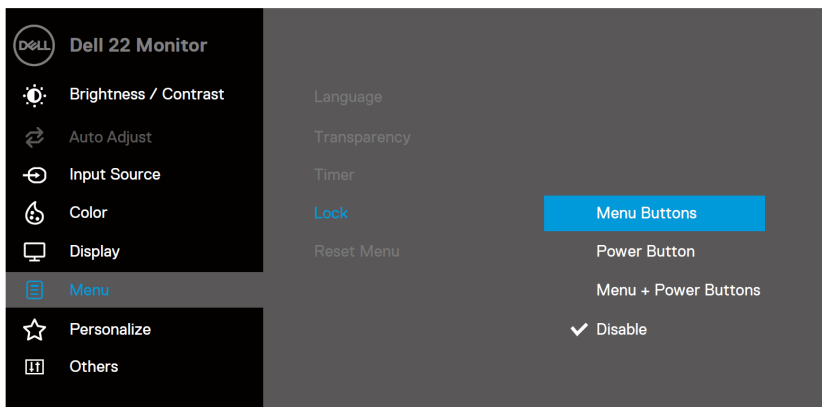 DELL Dell 22 Monitor
Brightness / Contrast
Auto Adjust
Input Source
Color
Display
Menu
Personalize
Others
Language
Transparency
Timer
Lock
Reset Menu
Menu Buttons
Power Button
Menu + Power Buttons
Disable